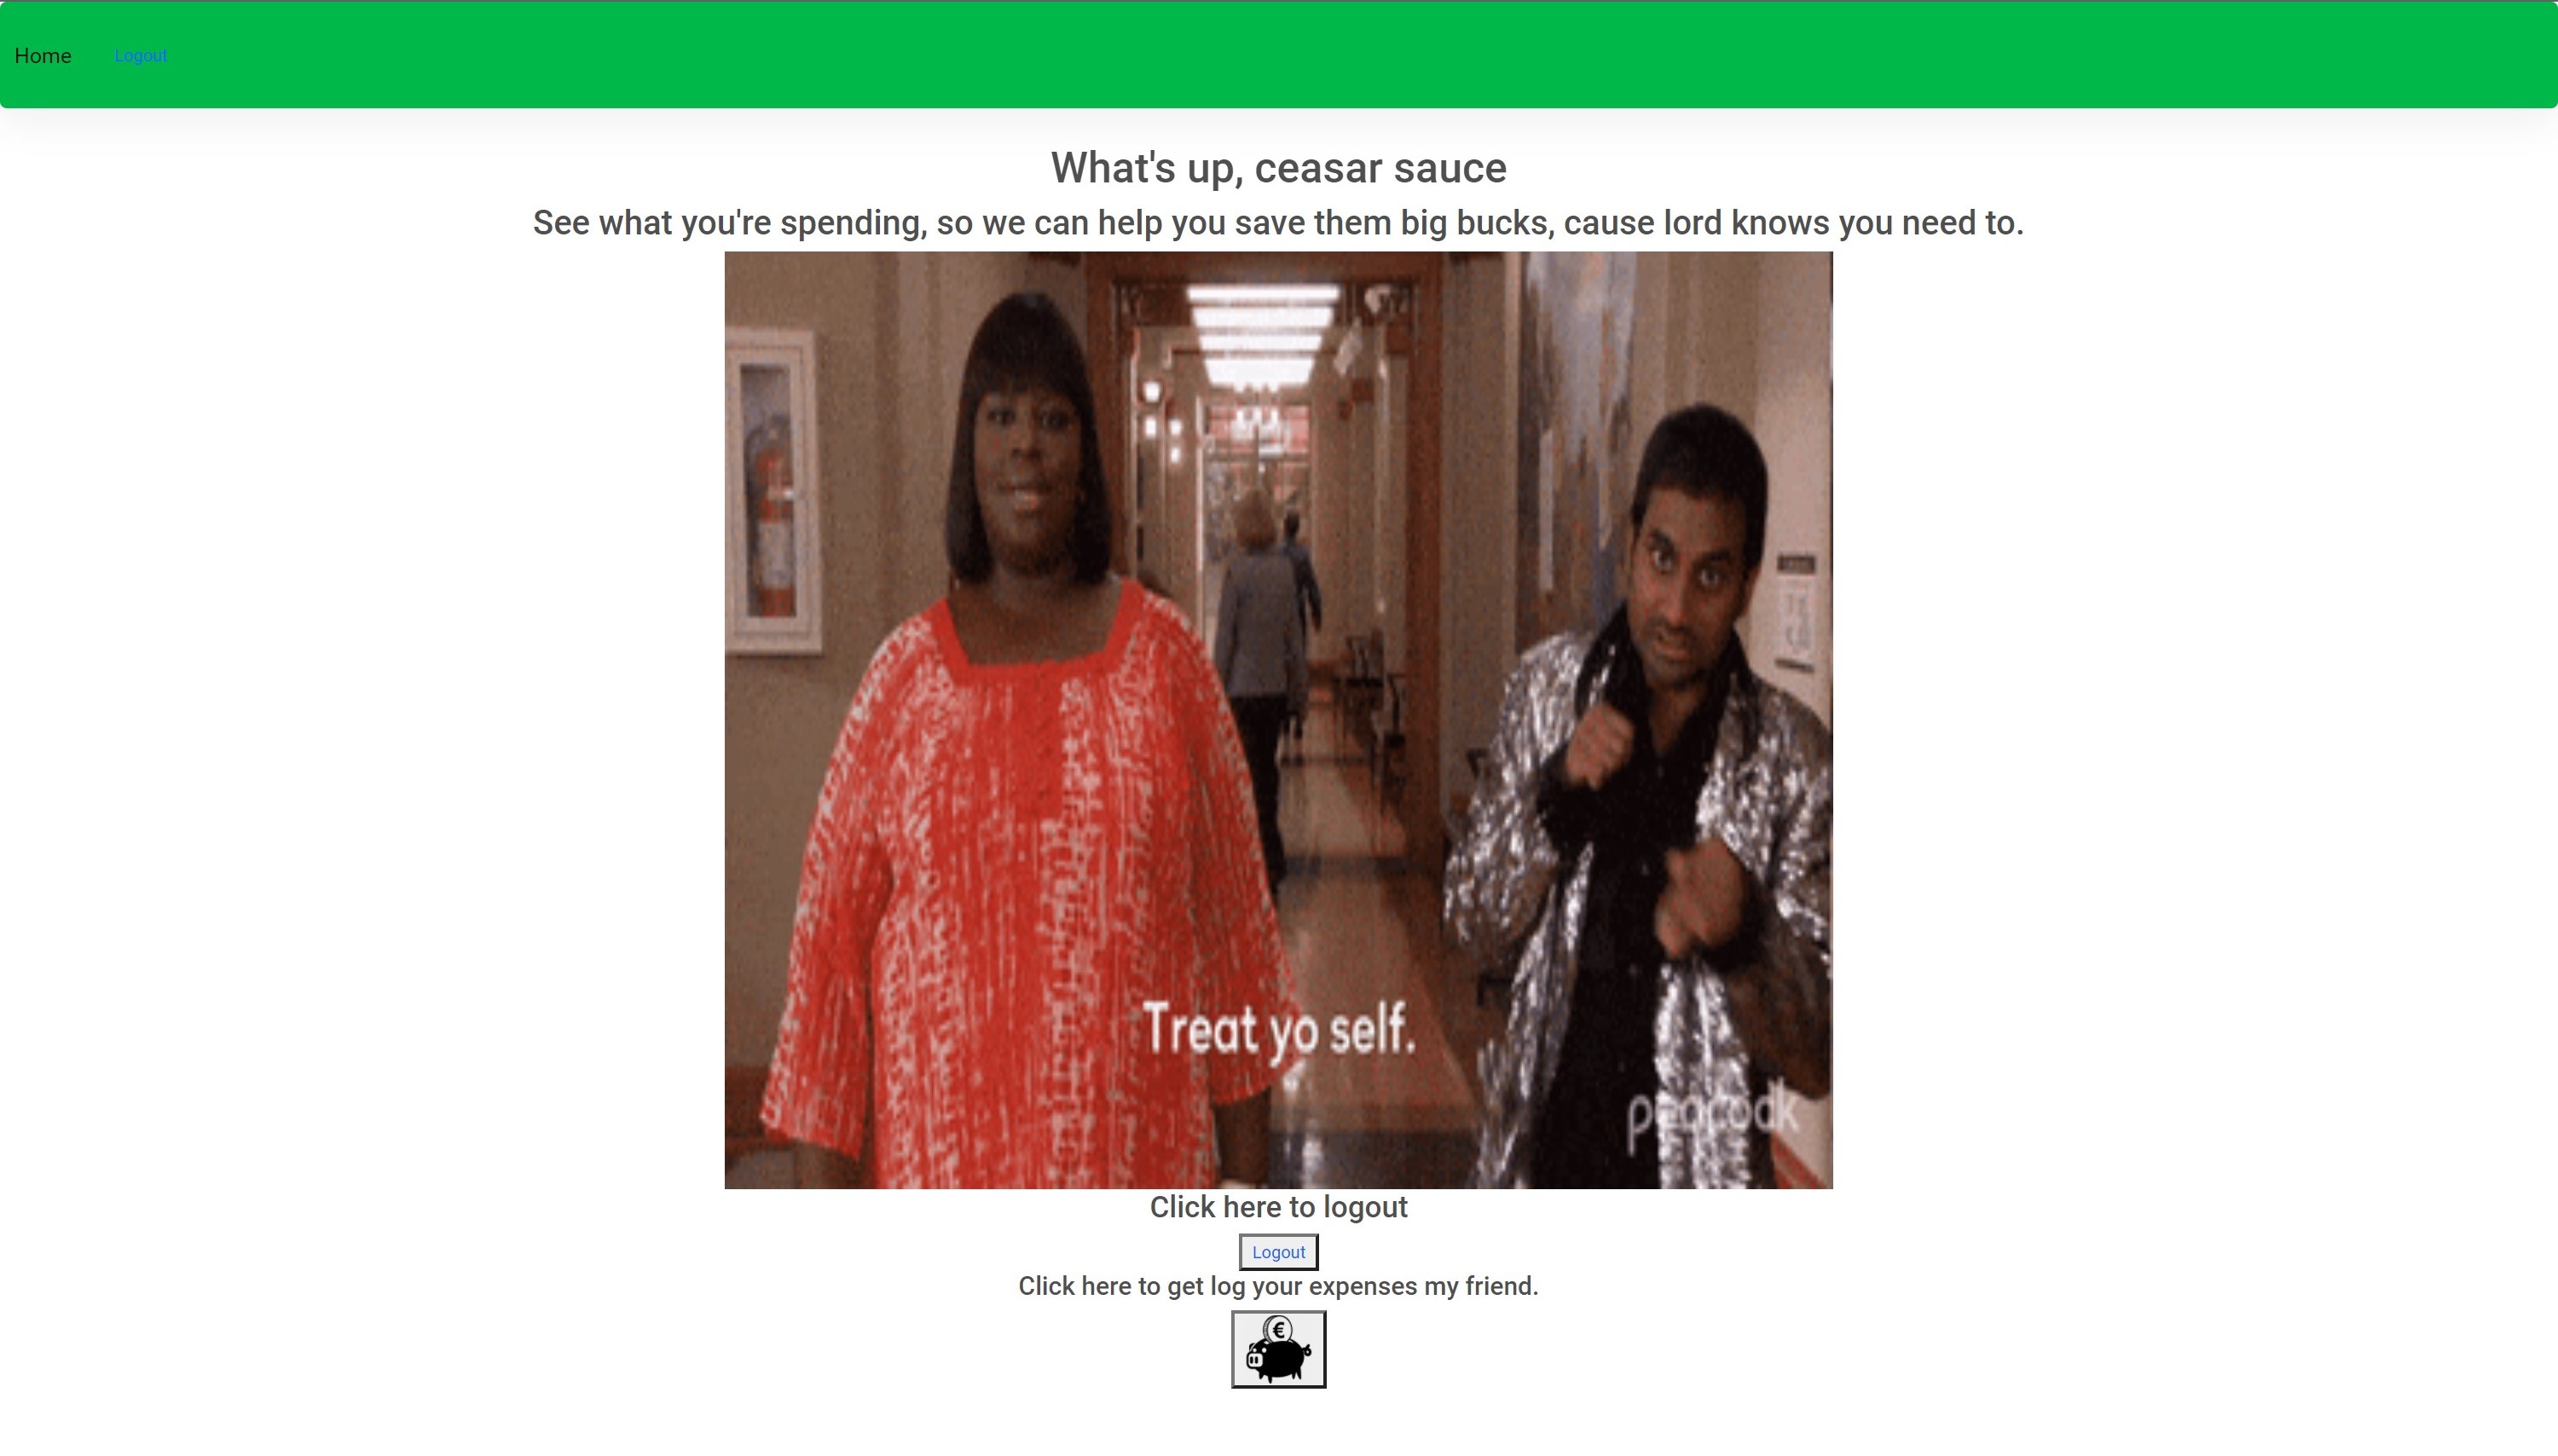 Home Logout
What's up, ceasar sauce
See what you're spending, so we can help you save them big bucks, cause lord knows you need to.
Treat yo self.
peacock
Click here to logout
Logout
Click here to get log your expenses my friend.
€